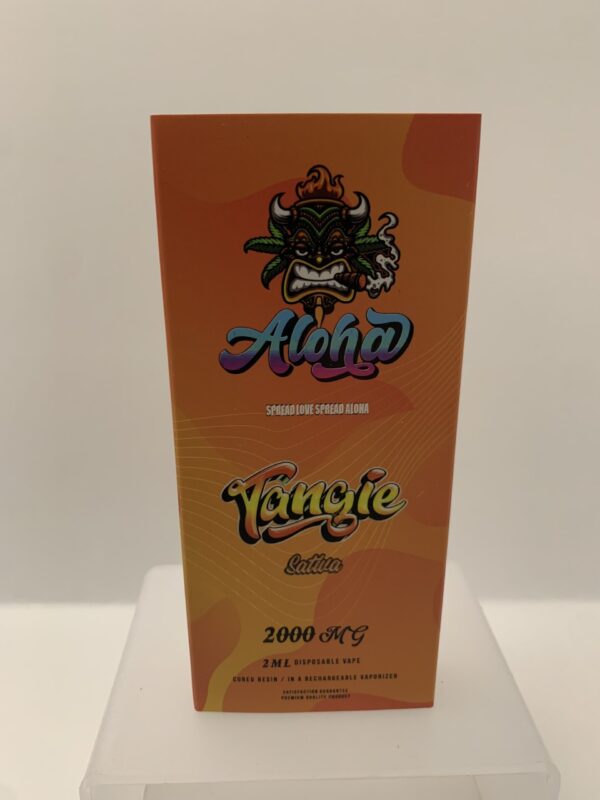 Aloha
SPREAD LOVE SPREAD ALOHA
Tangie
Sativa
2000 MG
2ML DISPOSABLE VAPE
CURED RESIN / IN A RECHARGEABLE VAPORIZER
SATISFACTION GUARANTEE
PREMIUM QUALITY PRODUCT